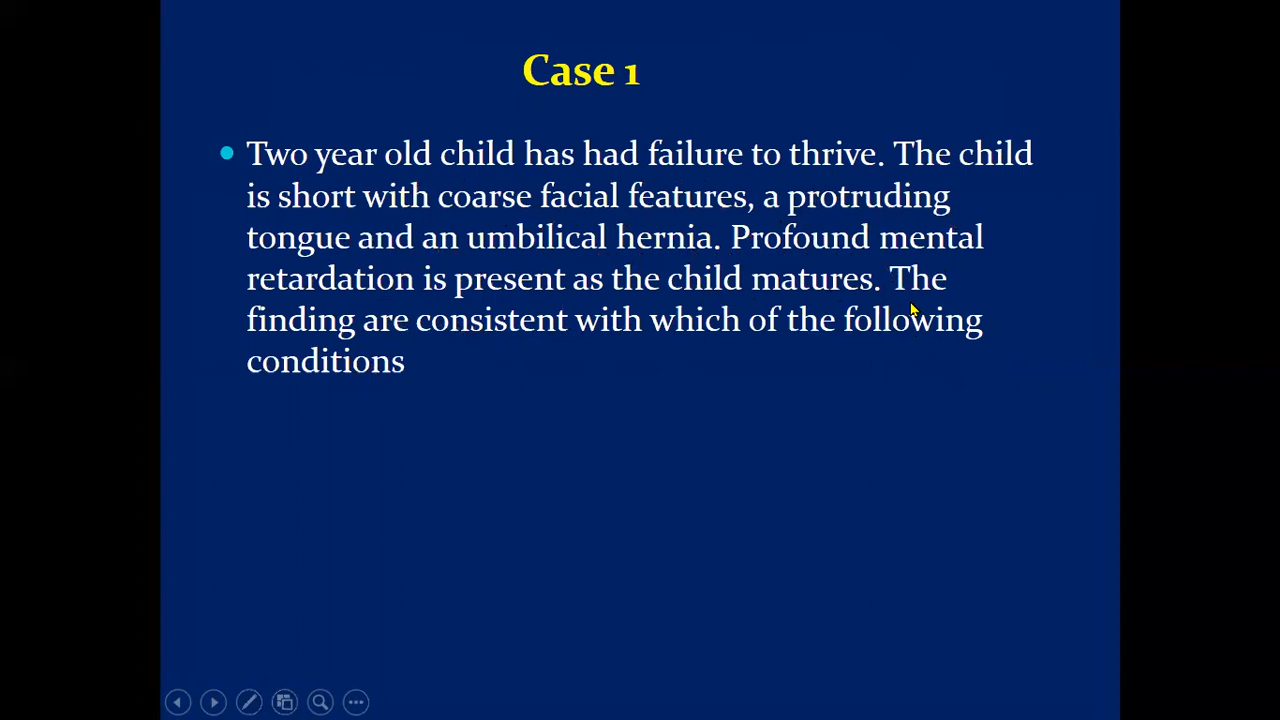 Case 1
Two year old child has had failure to thrive. The child
is short with coarse facial features, a protruding
tongue and an umbilical hernia. Profound mental
retardation is present as the child matures. The
finding are consistent with which of the following
conditions